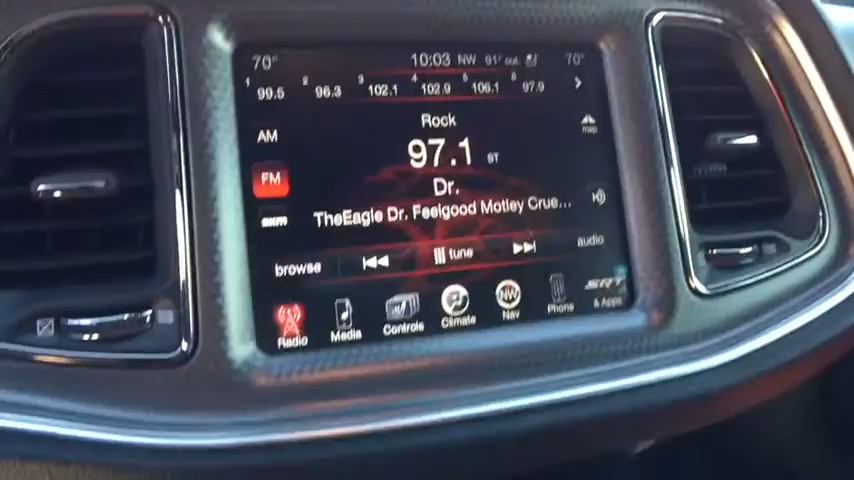 70° 10:03 NW 91° out 70°
1 99.5 2 96.3 3 102.1 4 102.9 5 106.1 6 97.9
Rock
AM
map
97.1 ST
FM
Dr.
TheEagle Dr. Feelgood Motley Crue...
SXM
browse tune audio
Radio Media Controls Climate NW Nav Phone SRT & Apps